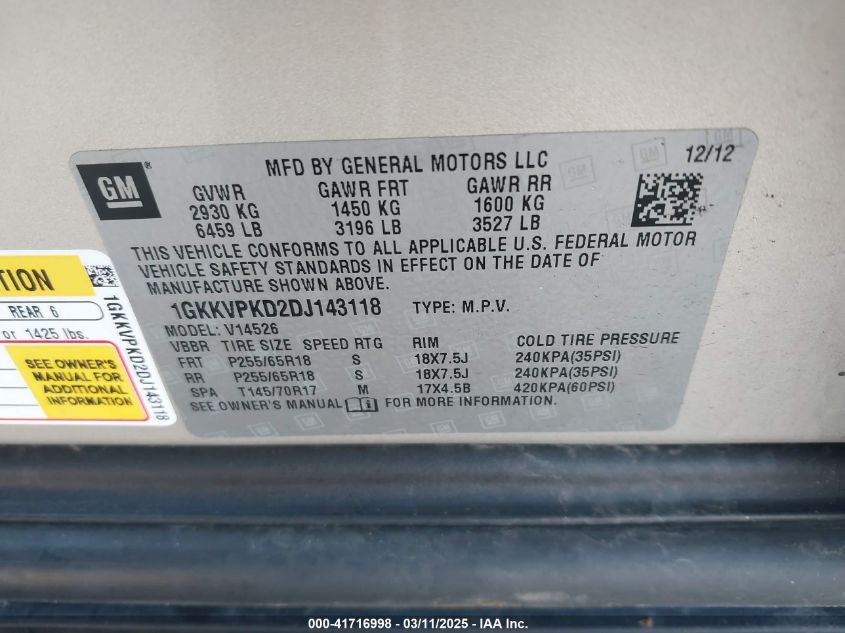 MFD BY GENERAL MOTORS LLC 12/12
GM ®
GVWR GAWR FRT GAWR RR
2930 KG 1450 KG 1600 KG
6459 LB 3196 LB 3527 LB
THIS VEHICLE CONFORMS TO ALL APPLICABLE U.S. FEDERAL MOTOR
VEHICLE SAFETY STANDARDS IN EFFECT ON THE DATE OF
MANUFACTURE SHOWN ABOVE.
1GKKVPKD2DJ143118 TYPE: M.P.V.
MODEL: V14526
VBBR TIRE SIZE SPEED RTG RIM COLD TIRE PRESSURE
FRT P255/65R18 S 18X7.5J 240KPA(35PSI)
RR P255/65R18 S 18X7.5J 240KPA(35PSI)
SPA T145/70R17 M 17X4.5B 420KPA(60PSI)
SEE OWNER'S MANUAL FOR MORE INFORMATION.
TION
REAR 6
or 1425 lbs.
SEE OWNER'S
MANUAL FOR
ADDITIONAL
INFORMATION
1GKKVPKD2DJ143118
000-41716998 - 03/11/2025 - IAA Inc.